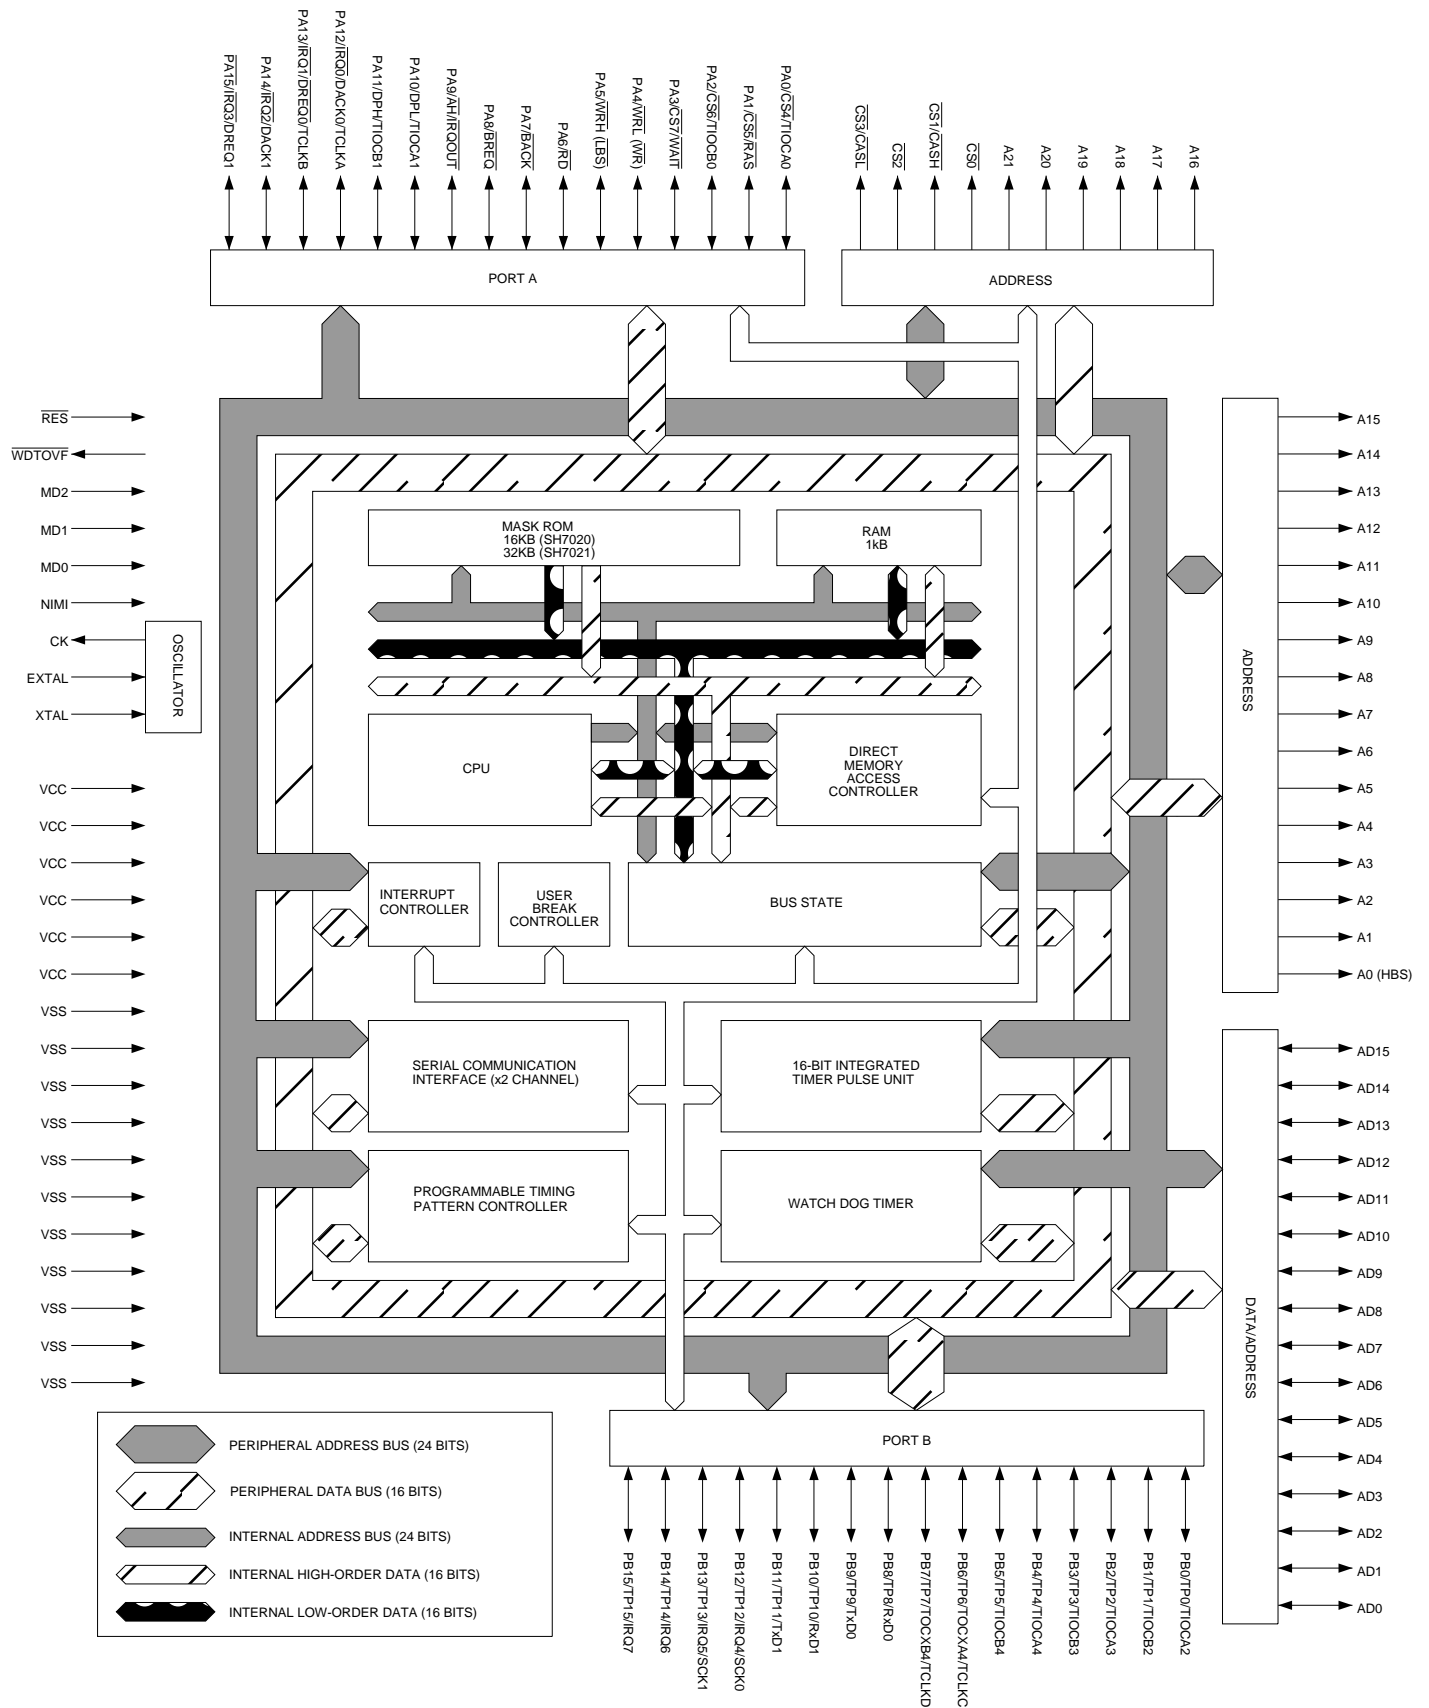 PA15/IRQ3/DREQ1
PA14/IRQ2/DACK1
PA13/IRQ1/DREQ0/TCLKB
PA12/IRQ0/DACK0/TCLKA
PA11/DPH/TIOCB1
PA10/DPL/TIOCA1
PA9/AH/IRQOUT
PA8/BREQ
PA7/BACK
PA6/RD
PA5/WRH (LBS)
PA4/WRL (WR)
PA3/CS7/WAIT
PA2/CS6/TIOCB0
PA1/CS5/RAS
PA0/CS4/TIOCA0
CS3/CASL
CS2
CS1/CASH
CS0
A21
A20
A19
A18
A17
A16
PORT A
ADDRESS
RES
WDTOVF
MD2
MD1
MD0
NIMI
CK
EXTAL
XTAL
OSCILLATOR
VCC
VCC
VCC
VCC
VCC
VCC
VSS
VSS
VSS
VSS
VSS
VSS
VSS
VSS
VSS
VSS
VSS
MASK ROM
16KB (SH7020)
32KB (SH7021)
RAM
1kB
CPU
DIRECT
MEMORY
ACCESS
CONTROLLER
INTERRUPT
CONTROLLER
USER
BREAK
CONTROLLER
BUS STATE
SERIAL COMMUNICATION
INTERFACE (x2 CHANNEL)
16-BIT INTEGRATED
TIMER PULSE UNIT
PROGRAMMABLE TIMING
PATTERN CONTROLLER
WATCH DOG TIMER
ADDRESS
A15
A14
A13
A12
A11
A10
A9
A8
A7
A6
A5
A4
A3
A2
A1
A0 (HBS)
DATA/ADDRESS
AD15
AD14
AD13
AD12
AD11
AD10
AD9
AD8
AD7
AD6
AD5
AD4
AD3
AD2
AD1
AD0
PORT B
PB15/TP15/IRQ7
PB14/TP14/IRQ6
PB13/TP13/IRQ5/SCK1
PB12/TP12/IRQ4/SCK0
PB11/TP11/TxD1
PB10/TP10/RxD1
PB9/TP9/TxD0
PB8/TP8/RxD0
PB7/TP7/TOCXB4/TCLKD
PB6/TP6/TOCXA4/TCLKC
PB5/TP5/TIOCB4
PB4/TP4/TIOCA4
PB3/TP3/TIOCB3
PB2/TP2/TIOCA3
PB1/TP1/TIOCB2
PB0/TP0/TIOCA2
PERIPHERAL ADDRESS BUS (24 BITS)
PERIPHERAL DATA BUS (16 BITS)
INTERNAL ADDRESS BUS (24 BITS)
INTERNAL HIGH-ORDER DATA (16 BITS)
INTERNAL LOW-ORDER DATA (16 BITS)